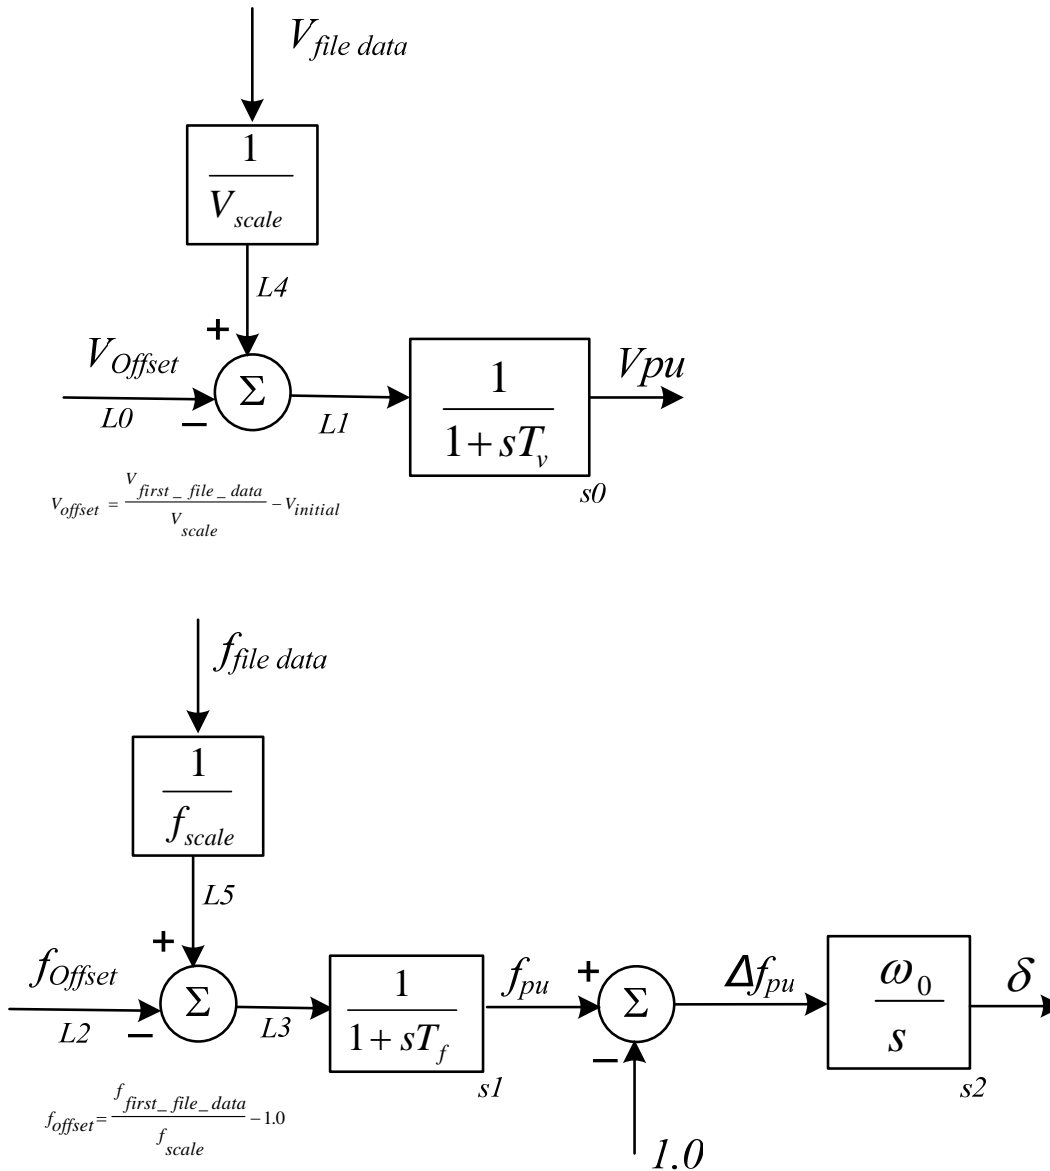 V_file data
1
V_scale
L4
+
V_Offset
L0
−
Σ
L1
1
1 + sT_v
s0
Vpu
V_offset = V_first_file_data / V_scale − V_initial
f_file data
1
f_scale
L5
+
f_Offset
L2
−
Σ
L3
1
1 + sT_f
s1
f_pu
+
Σ
−
1.0
Δf_pu
ω_0
s
s2
δ
f_offset = f_first_file_data / f_scale − 1.0